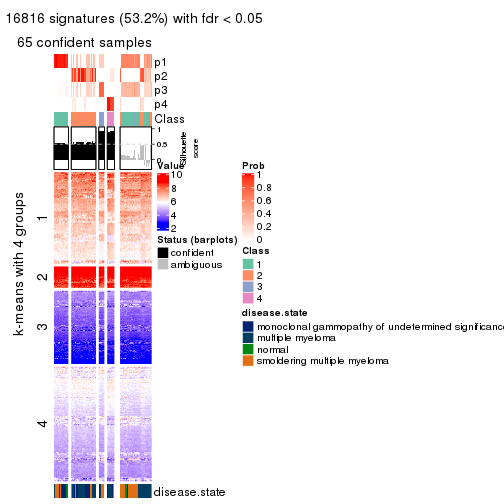 16816 signatures (53.2%) with fdr < 0.05
65 confident samples
p1
p2
p3
p4
Class
1
0.5
0
Silhouette
score
k-means with 4 groups
1
2
3
4
disease.state
Value
10
8
6
4
2
Status (barplots)
confident
ambiguous
Prob
1
0.8
0.6
0.4
0.2
0
Class
1
2
3
4
disease.state
monoclonal gammopathy of undetermined significance
multiple myeloma
normal
smoldering multiple myeloma